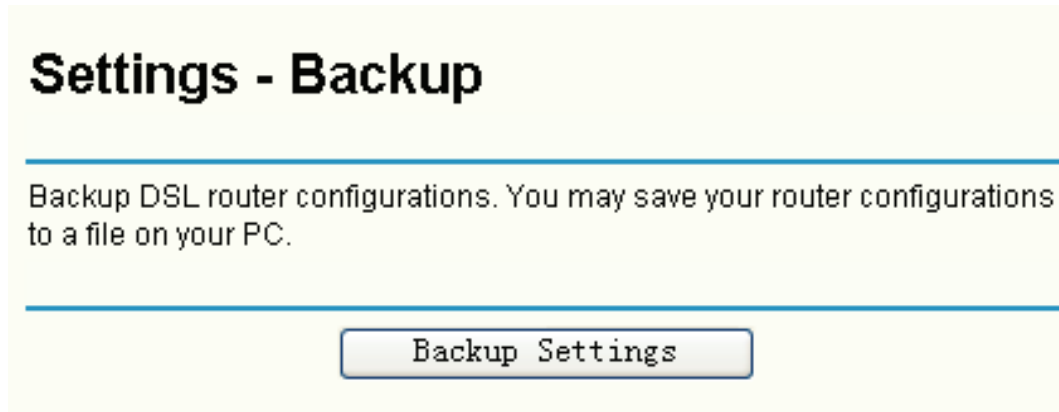 Settings - Backup
Backup DSL router configurations. You may save your router configurations
to a file on your PC.
Backup Settings